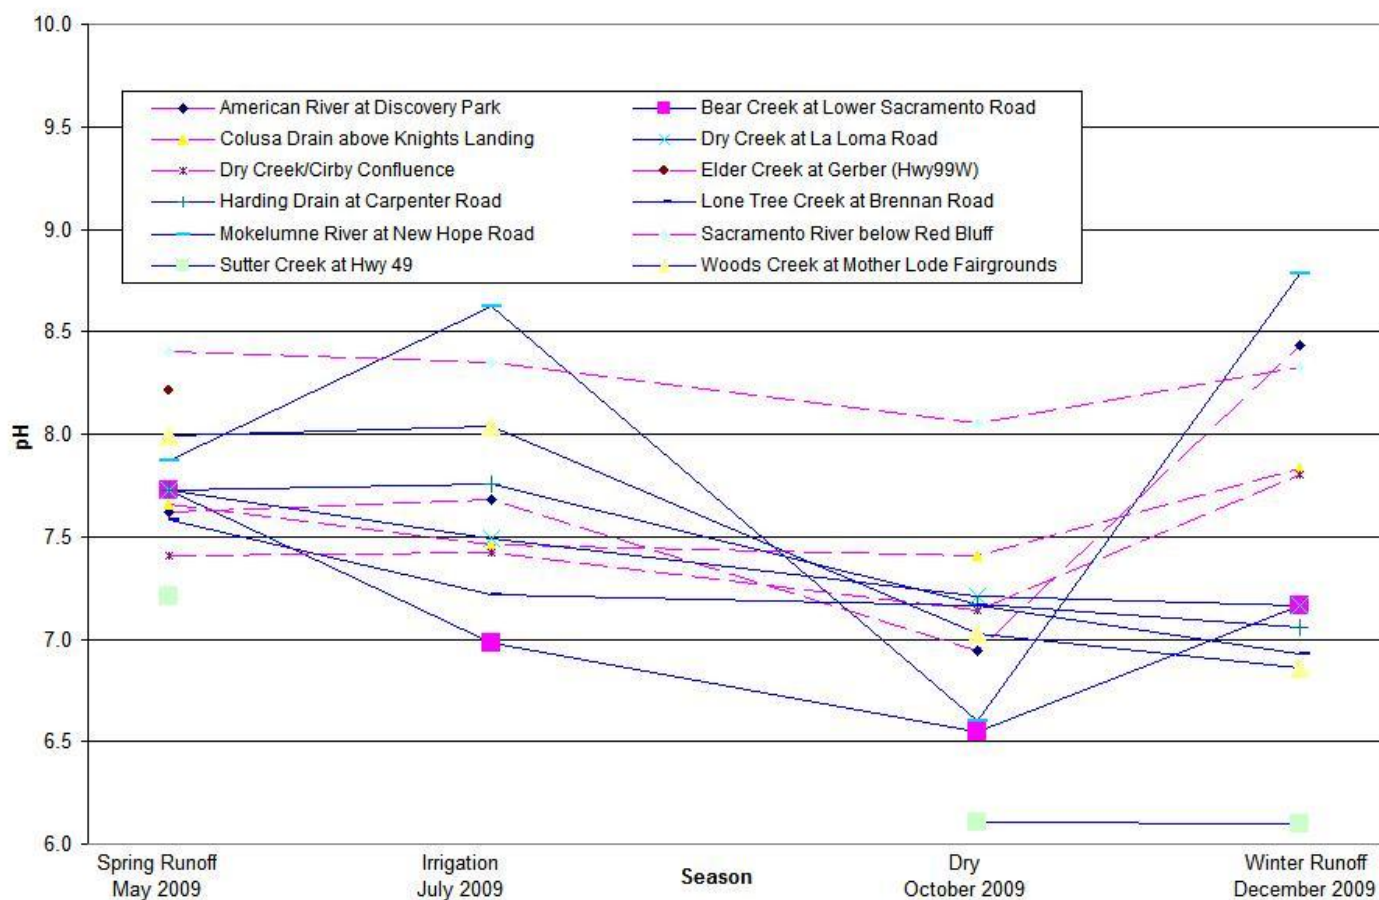 10.0
9.5
9.0
8.5
8.0
7.5
7.0
6.5
6.0
pH
American River at Discovery Park
Bear Creek at Lower Sacramento Road
Colusa Drain above Knights Landing
Dry Creek at La Loma Road
Dry Creek/Cirby Confluence
Elder Creek at Gerber (Hwy99W)
Harding Drain at Carpenter Road
Lone Tree Creek at Brennan Road
Mokelumne River at New Hope Road
Sacramento River below Red Bluff
Sutter Creek at Hwy 49
Woods Creek at Mother Lode Fairgrounds
Spring Runoff
May 2009
Irrigation
July 2009
Season
Dry
October 2009
Winter Runoff
December 2009